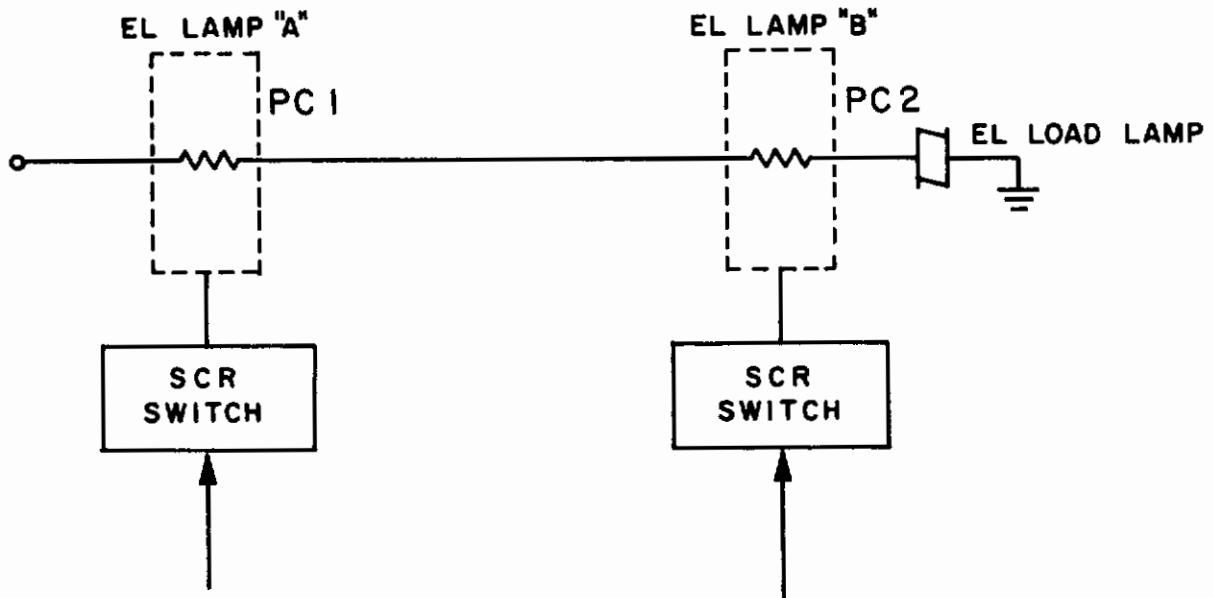 EL LAMP "A"
EL LAMP "B"
PC 1
PC 2
EL LOAD LAMP
SCR
SWITCH
SCR
SWITCH